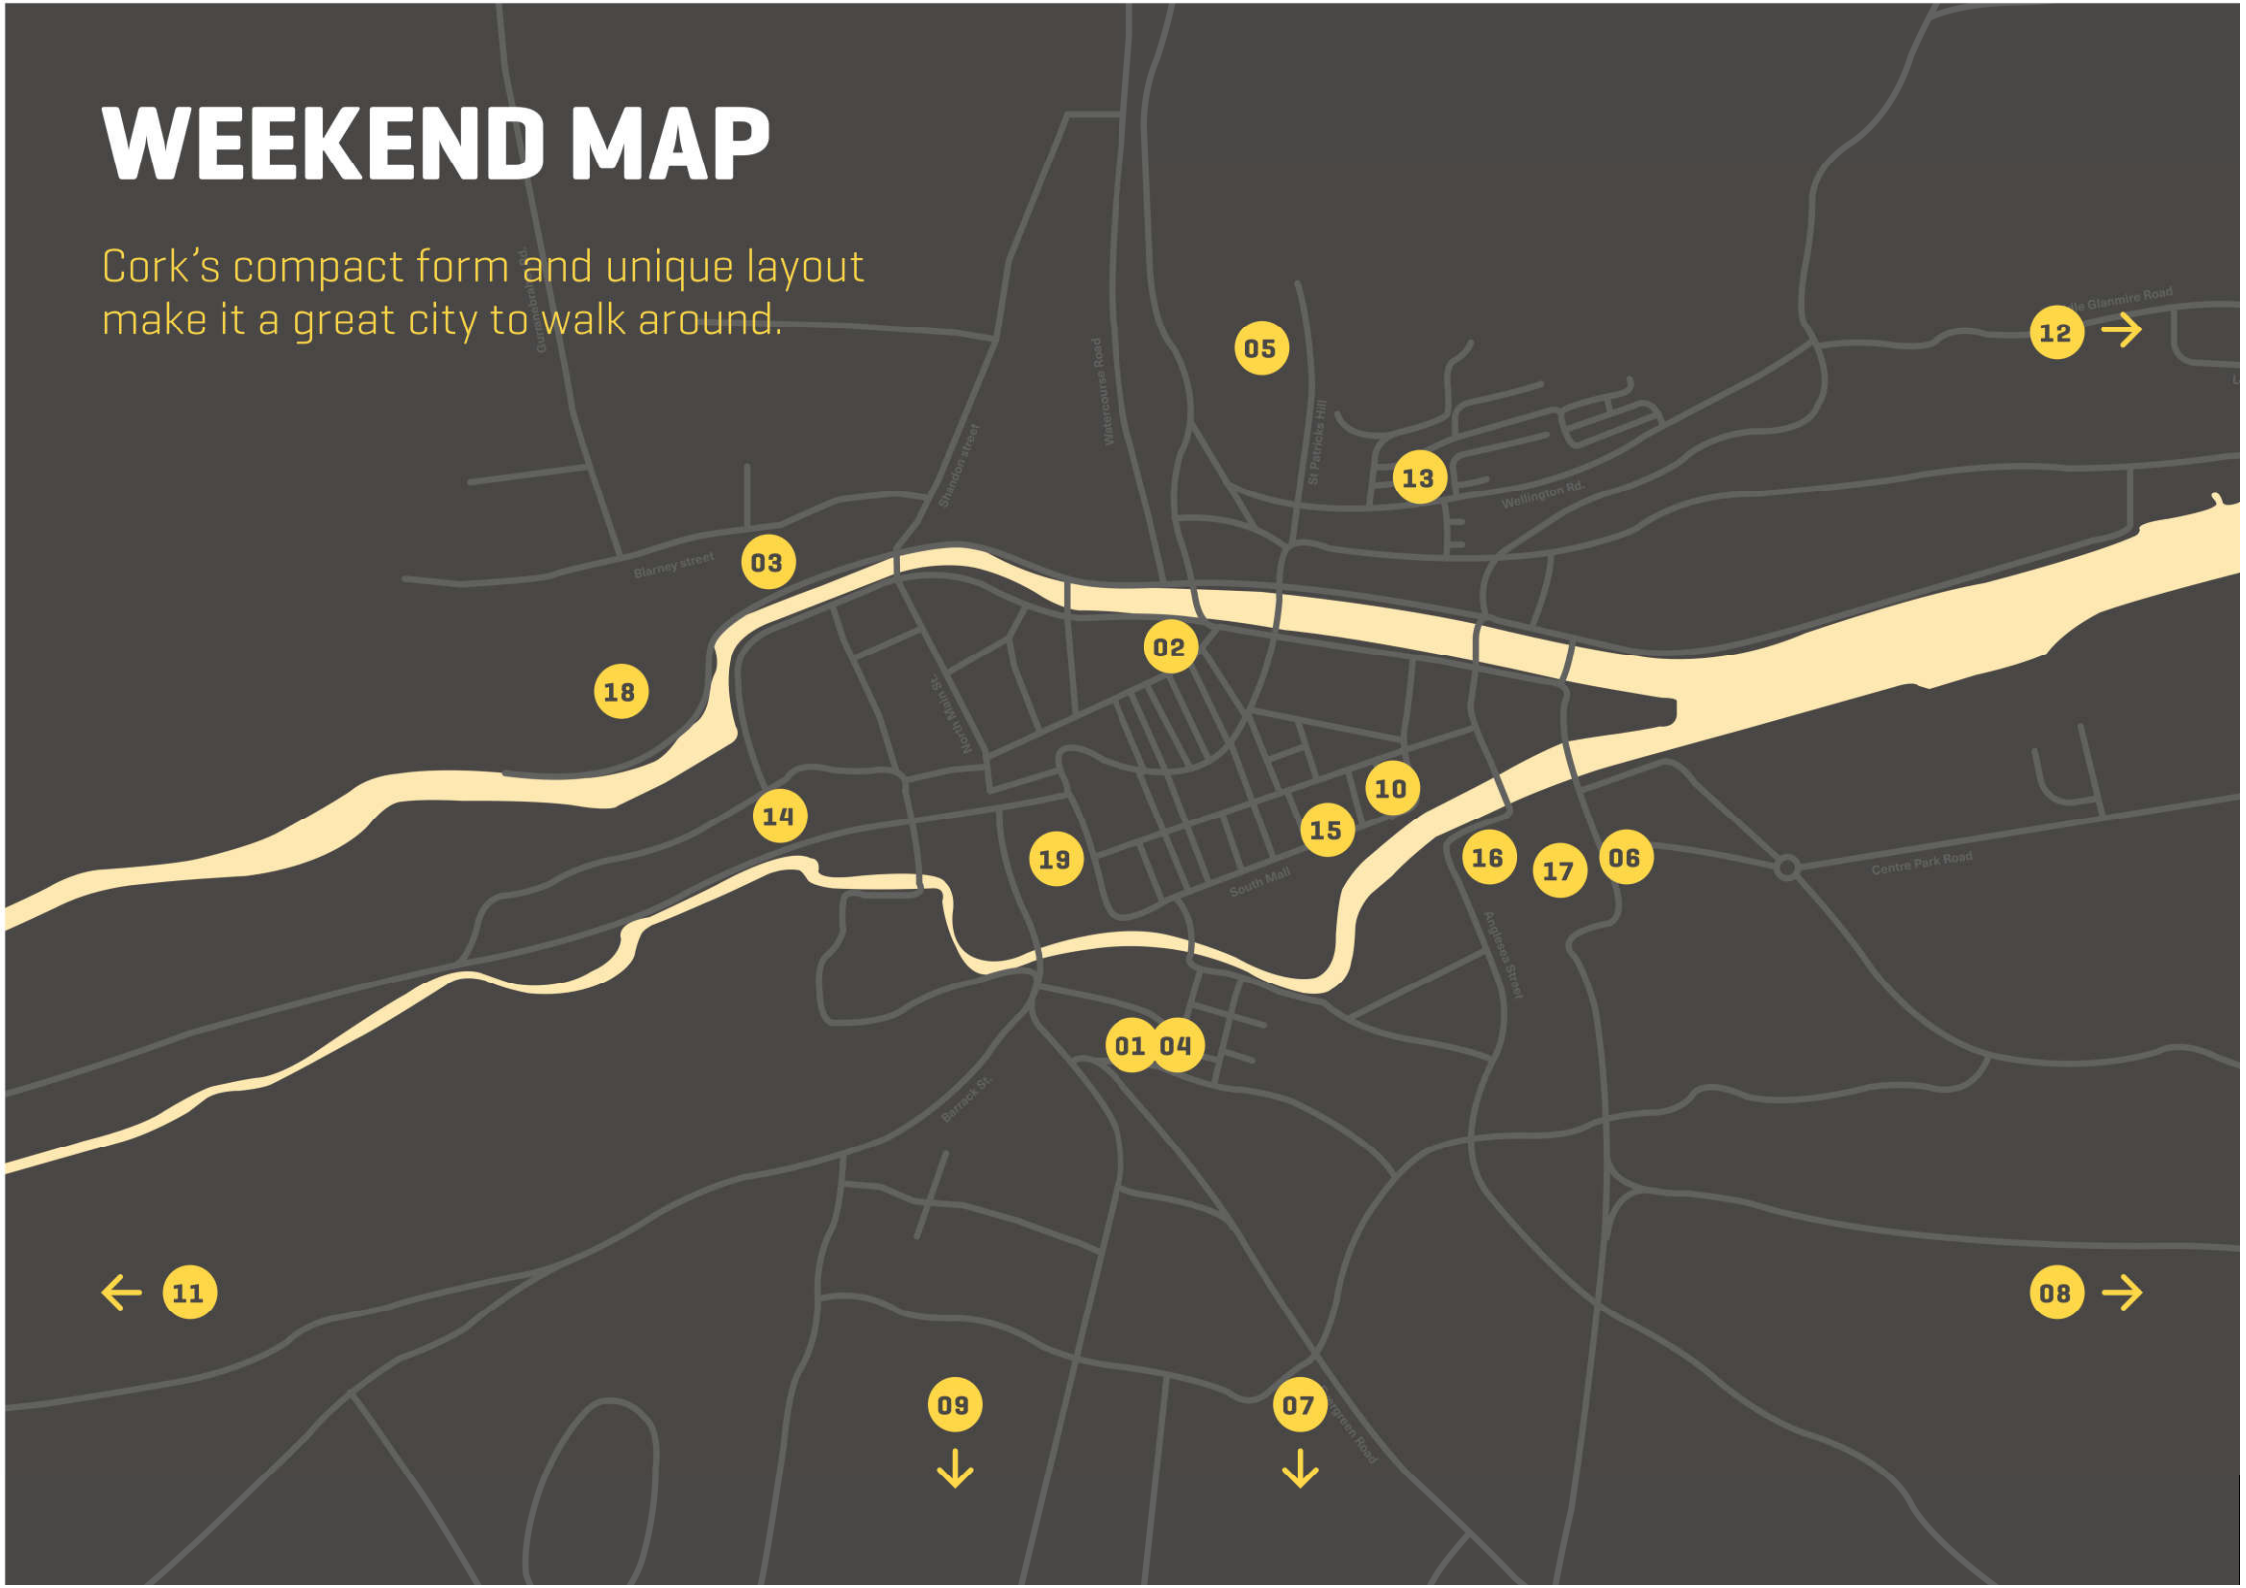 WEEKEND MAP
Cork's compact form and unique layout
make it a great city to walk around.
Watercourse Road
Shandon street
St Patricks Hill
Glanmire Road
12
05
13
Wellington Rd.
Blarney street
03
02
18
North Main St.
10
14
15
19
16
17
06
Centre Park Road
South Mall
Anglesea Street
01
04
Barrack St.
11
08
09
07
Road